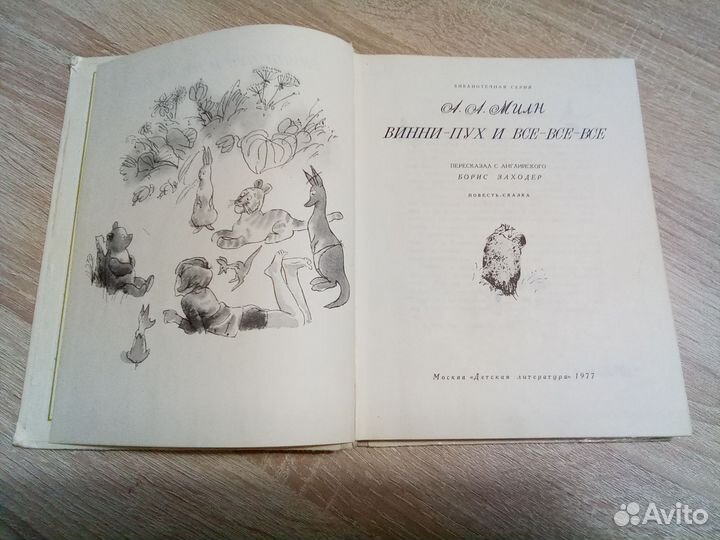 БИБЛИОТЕЧНАЯ СЕРИЯ
А. А. Милн
ВИННИ-ПУХ И ВСЕ-ВСЕ-ВСЕ
ПЕРЕСКАЗАЛ С АНГЛИЙСКОГО
БОРИС ЗАХОДЕР
ПОВЕСТЬ-СКАЗКА
Москва «Детская литература» 1977
Avito